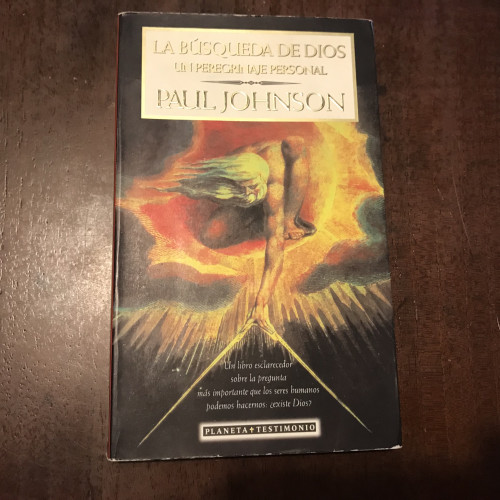 LA BÚSQUEDA DE DIOS
UN PEREGRINAJE PERSONAL
PAUL JOHNSON
Un libro esclarecedor
sobre la pregunta
más importante que los seres humanos
podemos hacernos: ¿existe Dios?
PLANETA+TESTIMONIO